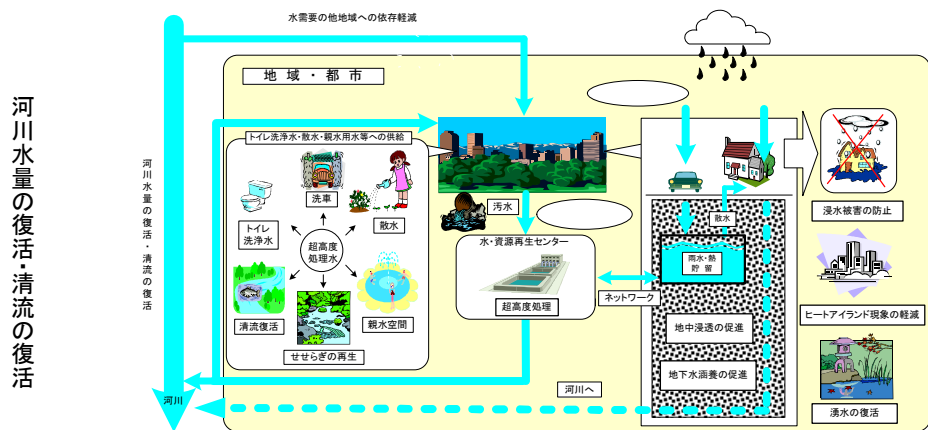 河川水量の復活・清流の復活
水需要の他地域への依存軽減
河川水量の復活・清流の復活
河川
地域・都市
トイレ洗浄水・散水・親水用水等への供給
洗車
トイレ
洗浄水
散水
超高度
処理水
清流復活
せせらぎの再生
親水空間
汚水
水・資源再生センター
超高度処理
ネットワーク
河川へ
散水
雨水・熱
貯留
地中浸透の促進
地下水涵養の促進
浸水被害の防止
ヒートアイランド現象の軽減
湧水の復活